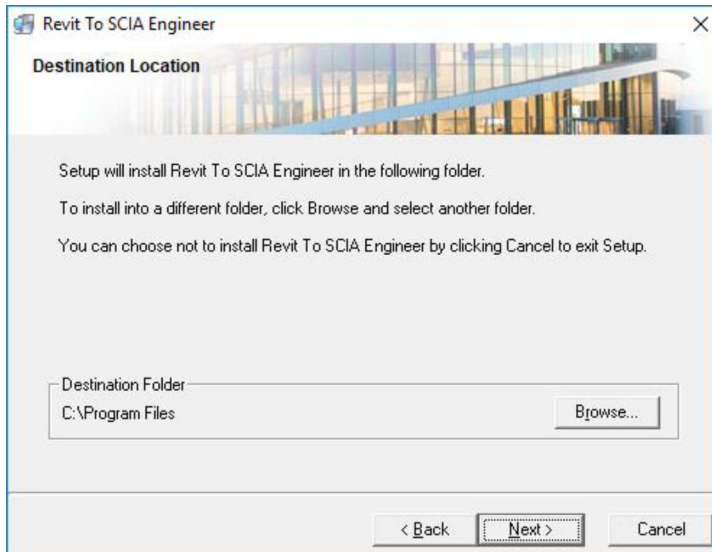 Revit To SCIA Engineer
Destination Location
Setup will install Revit To SCIA Engineer in the following folder.
To install into a different folder, click Browse and select another folder.
You can choose not to install Revit To SCIA Engineer by clicking Cancel to exit Setup.
Destination Folder
C:\Program Files
Browse...
< Back
Next >
Cancel